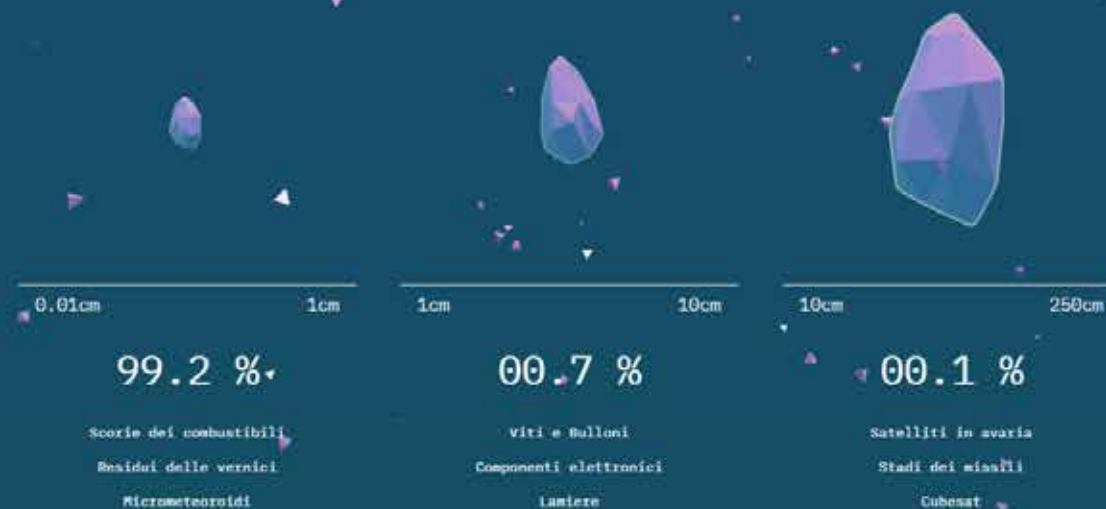 0.01cm 1cm
1cm 10cm
10cm 250cm
99.2 %
00.7 %
00.1 %
Scorie dei combustibili
Residui delle vernici
Micrometeoroidi
Viti e Bulloni
Componenti elettronici
Lamiere
Satelliti in avaria
Stadi dei missili
Cubesat